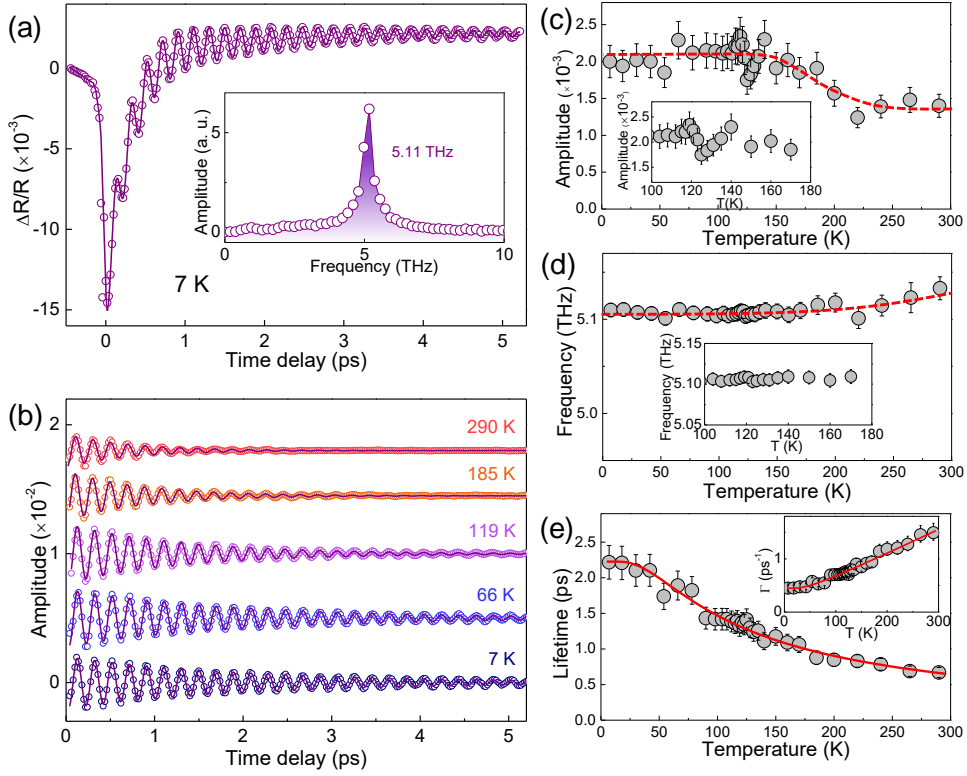 (a)
0
-5
-10
-15
ΔR/R (×10⁻³)
7 K
0 1 2 3 4 5
Time delay (ps)
5
0
Amplitude (a. u.)
5.11 THz
0 5 10
Frequency (THz)
(b)
2
1
0
Amplitude (×10⁻²)
290 K
185 K
119 K
66 K
7 K
0 1 2 3 4 5
Time delay (ps)
(c)
3.0
2.5
2.0
1.5
1.0
0.5
0.0
Amplitude (×10⁻³)
2.5
2.0
1.5
Amplitude (×10⁻³)
100 120 140 160 180
T(K)
0 50 100 150 200 250 300
Temperature (K)
(d)
5.1
5.0
Frequency (THz)
5.15
5.10
5.05
Frequency (THz)
100 120 140 160 180
T (K)
0 50 100 150 200 250 300
Temperature (K)
(e)
2.5
2.0
1.5
1.0
0.5
0.0
Lifetime (ps)
1
0
Γ (ps⁻¹)
0 100 200 300
T (K)
0 50 100 150 200 250 300
Temperature (K)